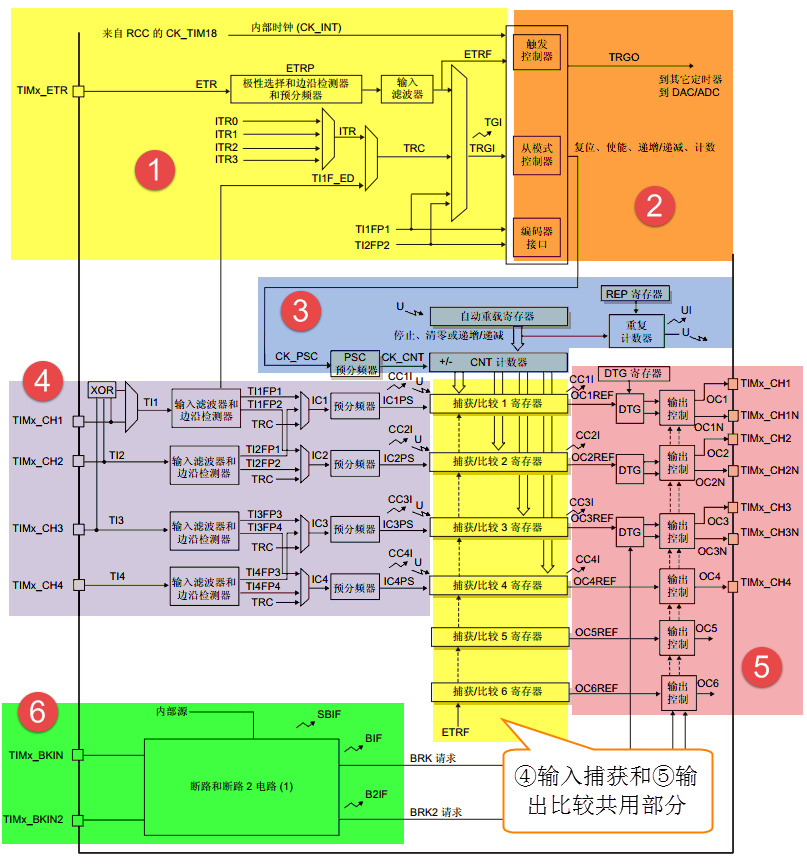 来自 RCC 的 CK_TIM18
内部时钟 (CK_INT)
触发
控制器
TRGO
到其它定时器
到 DAC/ADC
ETRF
ETRP
TIMx_ETR
ETR
极性选择和边沿检测器
和预分频器
输入
滤波器
ITR0
ITR1
ITR2
ITR3
ITR
TRC
TI1F_ED
TGI
TRGI
从模式
控制器
复位、使能、递增/递减、计数
1
2
TI1FP1
TI2FP2
编码器
接口
3
U
自动重载寄存器
REP 寄存器
UI
停止、清零或递增/递减
重复
计数器
U
CK_PSC
PSC
预分频器
CK_CNT
+/-
CNT 计数器
4
XOR
TI1
TIMx_CH1
输入滤波器和
边沿检测器
TI1FP1
TI1FP2
TRC
IC1
预分频器
CC1I
U
IC1PS
捕获/比较 1 寄存器
CC1I
OC1REF
DTG 寄存器
DTG
输出
控制
OC1
OC1N
TIMx_CH1
TIMx_CH1N
TIMx_CH2
TI2
输入滤波器和
边沿检测器
TI2FP1
TI2FP2
TRC
IC2
预分频器
CC2I
U
IC2PS
捕获/比较 2 寄存器
CC2I
OC2REF
DTG
输出
控制
OC2
OC2N
TIMx_CH2
TIMx_CH2N
TIMx_CH3
TI3
输入滤波器和
边沿检测器
TI3FP3
TI3FP4
TRC
IC3
预分频器
CC3I
U
IC3PS
捕获/比较 3 寄存器
CC3I
OC3REF
DTG
输出
控制
OC3
OC3N
TIMx_CH3
TIMx_CH3N
TIMx_CH4
TI4
输入滤波器和
边沿检测器
TI4FP3
TI4FP4
TRC
IC4
预分频器
CC4I
U
IC4PS
捕获/比较 4 寄存器
CC4I
OC4REF
输出
控制
OC4
TIMx_CH4
捕获/比较 5 寄存器
OC5REF
输出
控制
OC5
5
捕获/比较 6 寄存器
OC6REF
输出
控制
OC6
ETRF
6
内部源
SBIF
TIMx_BKIN
BIF
BRK 请求
断路和断路 2 电路 (1)
B2IF
TIMx_BKIN2
BRK2 请求
④输入捕获和⑤输
出比较共用部分